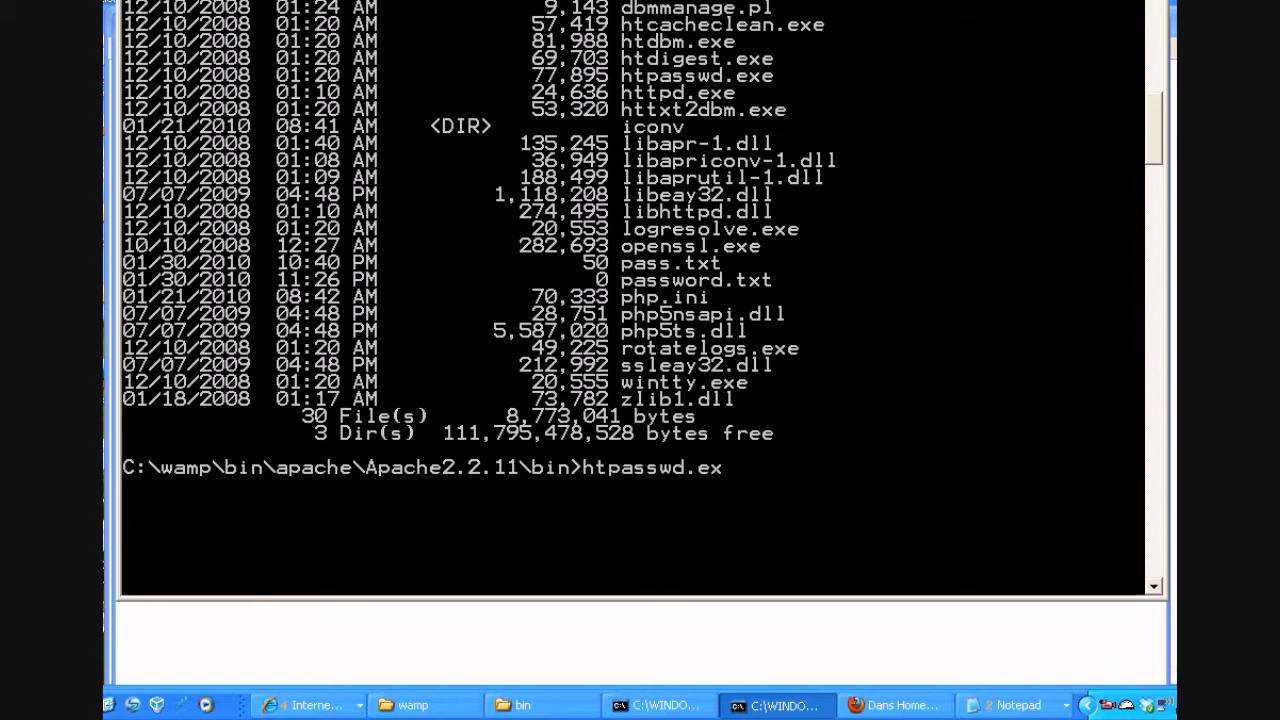 12/10/2008  01:24 AM             9,143 dbmmanage.pl
12/10/2008  01:20 AM            57,419 htcacheclean.exe
12/10/2008  01:20 AM            81,988 htdbm.exe
12/10/2008  01:20 AM            69,703 htdigest.exe
12/10/2008  01:20 AM            77,895 htpasswd.exe
12/10/2008  01:10 AM            24,636 httpd.exe
12/10/2008  01:20 AM            53,320 httxt2dbm.exe
01/21/2010  08:41 AM    <DIR>          iconv
12/10/2008  01:40 AM           135,245 libapr-1.dll
12/10/2008  01:08 AM            36,949 libapriconv-1.dll
12/10/2008  01:09 AM           188,499 libaprutil-1.dll
07/07/2009  04:48 PM         1,118,208 libeay32.dll
12/10/2008  01:10 AM           274,495 libhttpd.dll
12/10/2008  01:20 AM            20,553 logresolve.exe
10/10/2008  12:27 AM           282,693 openssl.exe
01/30/2010  10:40 PM                50 pass.txt
01/30/2010  11:26 PM                 0 password.txt
01/21/2010  08:42 AM            70,333 php.ini
07/07/2009  04:48 PM            28,751 php5nsapi.dll
07/07/2009  04:48 PM         5,587,020 php5ts.dll
12/10/2008  01:20 AM            49,225 rotatelogs.exe
07/07/2009  04:48 PM           212,992 ssleay32.dll
12/10/2008  01:20 AM            20,555 wintty.exe
01/18/2008  01:17 AM            73,782 zlib1.dll
30 File(s)      8,773,041 bytes
3 Dir(s)  111,795,478,528 bytes free
C:\wamp\bin\apache\Apache2.2.11\bin>htpasswd.ex
4 Interne... wamp bin C:\WINDO... C:\WINDO... Dans Home... 2 Notepad